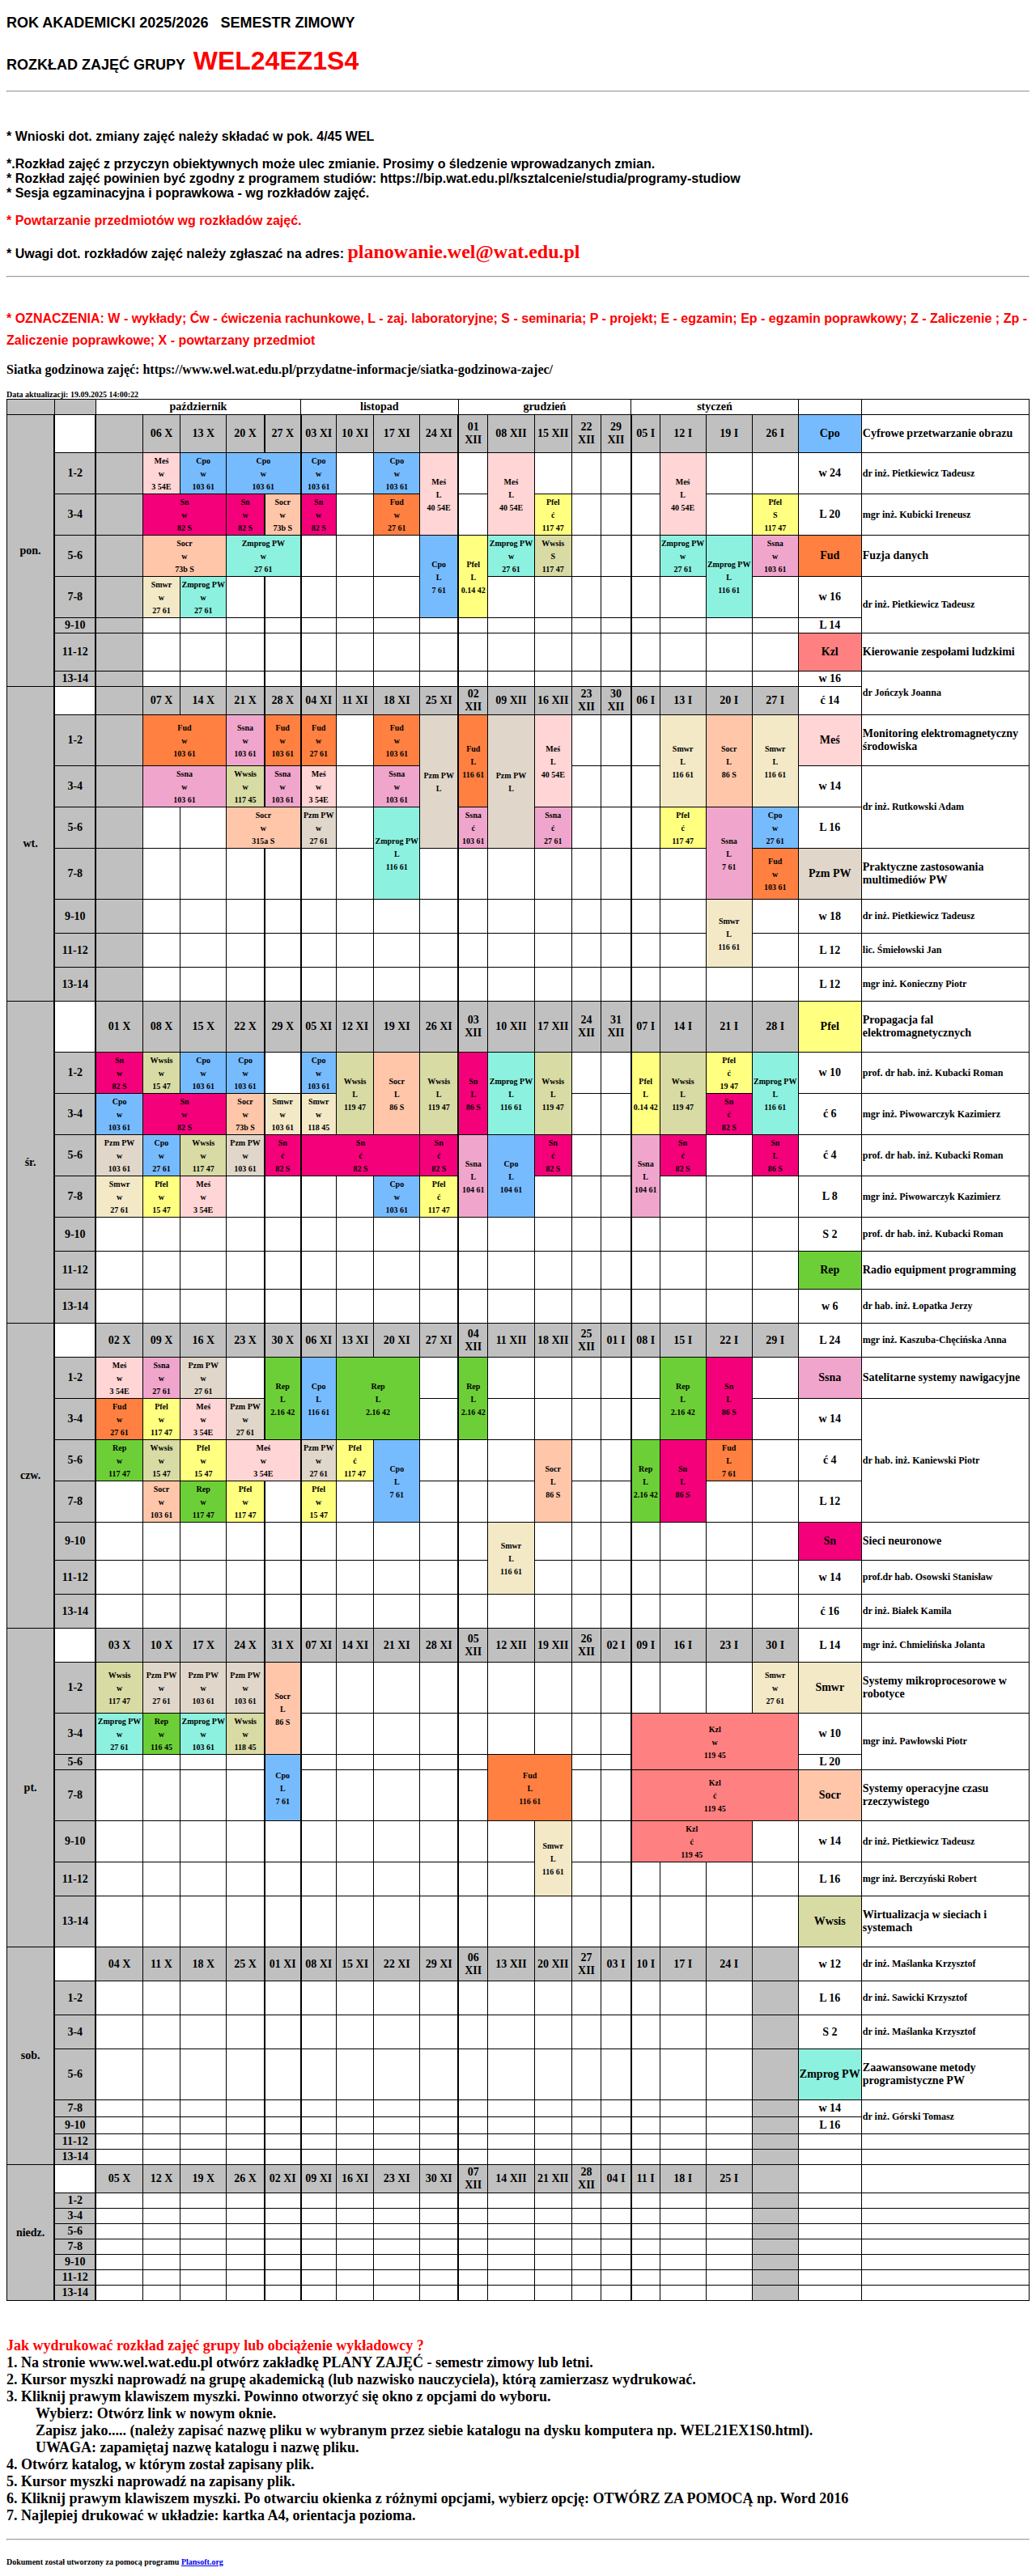 ROK AKADEMICKI 2025/2026 SEMESTR ZIMOWY
ROZKŁAD ZAJĘĆ GRUPY WEL24EZ1S4
* Wnioski dot. zmiany zajęć należy składać w pok. 4/45 WEL
*.Rozkład zajęć z przyczyn obiektywnych może ulec zmianie. Prosimy o śledzenie wprowadzanych zmian.
* Rozkład zajęć powinien być zgodny z programem studiów: https://bip.wat.edu.pl/ksztalcenie/studia/programy-studiow
* Sesja egzaminacyjna i poprawkowa - wg rozkładów zajęć.
* Powtarzanie przedmiotów wg rozkładów zajęć.
* Uwagi dot. rozkładów zajęć należy zgłaszać na adres: planowanie.wel@wat.edu.pl
* OZNACZENIA: W - wykłady; Ćw - ćwiczenia rachunkowe, L - zaj. laboratoryjne; S - seminaria; P - projekt; E - egzamin; Ep - egzamin poprawkowy; Z - Zaliczenie ; Zp -
Zaliczenie poprawkowe; X - powtarzany przedmiot
Siatka godzinowa zajęć: https://www.wel.wat.edu.pl/przydatne-informacje/siatka-godzinowa-zajec/
Data aktualizacji: 19.09.2025 14:00:22
październik listopad grudzień styczeń
pon. 06 X 13 X 20 X 27 X 03 XI 10 XI 17 XI 24 XI 01 XII 08 XII 15 XII 22 XII 29 XII 05 I 12 I 19 I 26 I Cpo Cyfrowe przetwarzanie obrazu
1-2 Meś w 3 54E Cpo w 103 61 Cpo w 103 61 Cpo w 103 61 Cpo w 103 61 Meś L 40 54E Meś L 40 54E Meś L 40 54E w 24 dr inż. Pietkiewicz Tadeusz
3-4 Sn w 82 S Sn w 82 S Socr w 73b S Sn w 82 S Fud w 27 61 Pfel ć 117 47 Pfel S 117 47 L 20 mgr inż. Kubicki Ireneusz
5-6 Socr w 73b S Zmprog PW w 27 61 Cpo L 7 61 Pfel L 0.14 42 Zmprog PW w 27 61 Wwsis S 117 47 Zmprog PW w 27 61 Zmprog PW L 116 61 Ssna w 103 61 Fud Fuzja danych
7-8 Smwr w 27 61 Zmprog PW w 27 61 w 16 dr inż. Pietkiewicz Tadeusz
9-10 L 14
11-12 Kzl Kierowanie zespołami ludzkimi
13-14 w 16 dr Jończyk Joanna
wt. 07 X 14 X 21 X 28 X 04 XI 11 XI 18 XI 25 XI 02 XII 09 XII 16 XII 23 XII 30 XII 06 I 13 I 20 I 27 I ć 14
1-2 Fud w 103 61 Ssna w 103 61 Fud w 103 61 Fud w 27 61 Fud w 103 61 Pzm PW L Fud L 116 61 Pzm PW L Meś L 40 54E Smwr L 116 61 Socr L 86 S Smwr L 116 61 Meś Monitoring elektromagnetyczny środowiska
3-4 Ssna w 103 61 Wwsis w 117 45 Ssna w 103 61 Meś w 3 54E Ssna w 103 61 w 14 dr inż. Rutkowski Adam
5-6 Socr w 315a S Pzm PW w 27 61 Zmprog PW L 116 61 Ssna ć 103 61 Ssna ć 27 61 Pfel ć 117 47 Ssna L 7 61 Cpo w 27 61 L 16
7-8 Fud w 103 61 Pzm PW Praktyczne zastosowania multimediów PW
9-10 Smwr L 116 61 w 18 dr inż. Pietkiewicz Tadeusz
11-12 L 12 lic. Śmiełowski Jan
13-14 L 12 mgr inż. Konieczny Piotr
śr. 01 X 08 X 15 X 22 X 29 X 05 XI 12 XI 19 XI 26 XI 03 XII 10 XII 17 XII 24 XII 31 XII 07 I 14 I 21 I 28 I Pfel Propagacja fal elektromagnetycznych
1-2 Sn w 82 S Wwsis w 15 47 Cpo w 103 61 Cpo w 103 61 Cpo w 103 61 Wwsis L 119 47 Socr L 86 S Wwsis L 119 47 Sn L 86 S Zmprog PW L 116 61 Wwsis L 119 47 Pfel L 0.14 42 Wwsis L 119 47 Pfel ć 19 47 Zmprog PW L 116 61 w 10 prof. dr hab. inż. Kubacki Roman
3-4 Cpo w 103 61 Sn w 82 S Socr w 73b S Smwr w 103 61 Smwr w 118 45 Sn ć 82 S ć 6 mgr inż. Piwowarczyk Kazimierz
5-6 Pzm PW w 103 61 Cpo w 27 61 Wwsis w 117 47 Pzm PW w 103 61 Sn ć 82 S Sn ć 82 S Sn ć 82 S Ssna L 104 61 Cpo L 104 61 Sn ć 82 S Ssna L 104 61 Sn ć 82 S Sn L 86 S ć 4 prof. dr hab. inż. Kubacki Roman
7-8 Smwr w 27 61 Pfel w 15 47 Meś w 3 54E Cpo w 103 61 Pfel ć 117 47 L 8 mgr inż. Piwowarczyk Kazimierz
9-10 S 2 prof. dr hab. inż. Kubacki Roman
11-12 Rep Radio equipment programming
13-14 w 6 dr hab. inż. Łopatka Jerzy
czw. 02 X 09 X 16 X 23 X 30 X 06 XI 13 XI 20 XI 27 XI 04 XII 11 XII 18 XII 25 XII 01 I 08 I 15 I 22 I 29 I L 24 mgr inż. Kaszuba-Chęcińska Anna
1-2 Meś w 3 54E Ssna w 27 61 Pzm PW w 27 61 Rep L 2.16 42 Cpo L 116 61 Rep L 2.16 42 Rep L 2.16 42 Rep L 2.16 42 Sn L 86 S Ssna Satelitarne systemy nawigacyjne
3-4 Fud w 27 61 Pfel w 117 47 Meś w 3 54E Pzm PW w 27 61 w 14 dr hab. inż. Kaniewski Piotr
5-6 Rep w 117 47 Wwsis w 15 47 Pfel w 15 47 Meś w 3 54E Pzm PW w 27 61 Pfel ć 117 47 Cpo L 7 61 Socr L 86 S Rep L 2.16 42 Sn L 86 S Fud L 7 61 ć 4
7-8 Socr w 103 61 Rep w 117 47 Pfel w 117 47 Pfel w 15 47 L 12
9-10 Smwr L 116 61 Sn Sieci neuronowe
11-12 w 14 prof.dr hab. Osowski Stanisław
13-14 ć 16 dr inż. Białek Kamila
pt. 03 X 10 X 17 X 24 X 31 X 07 XI 14 XI 21 XI 28 XI 05 XII 12 XII 19 XII 26 XII 02 I 09 I 16 I 23 I 30 I L 14 mgr inż. Chmielińska Jolanta
1-2 Wwsis w 117 47 Pzm PW w 27 61 Pzm PW w 103 61 Pzm PW w 103 61 Socr L 86 S Smwr w 27 61 Smwr Systemy mikroprocesorowe w robotyce
3-4 Zmprog PW w 27 61 Rep w 116 45 Zmprog PW w 103 61 Wwsis w 118 45 Kzl w 119 45 w 10 mgr inż. Pawłowski Piotr
5-6 Cpo L 7 61 Fud L 116 61 L 20
7-8 Kzl ć 119 45 Socr Systemy operacyjne czasu rzeczywistego
9-10 Smwr L 116 61 Kzl ć 119 45 w 14 dr inż. Pietkiewicz Tadeusz
11-12 L 16 mgr inż. Berczyński Robert
13-14 Wwsis Wirtualizacja w sieciach i systemach
sob. 04 X 11 X 18 X 25 X 01 XI 08 XI 15 XI 22 XI 29 XI 06 XII 13 XII 20 XII 27 XII 03 I 10 I 17 I 24 I w 12 dr inż. Maślanka Krzysztof
1-2 L 16 dr inż. Sawicki Krzysztof
3-4 S 2 dr inż. Maślanka Krzysztof
5-6 Zmprog PW Zaawansowane metody programistyczne PW
7-8 w 14 dr inż. Górski Tomasz
9-10 L 16
11-12
13-14
niedz. 05 X 12 X 19 X 26 X 02 XI 09 XI 16 XI 23 XI 30 XI 07 XII 14 XII 21 XII 28 XII 04 I 11 I 18 I 25 I
1-2
3-4
5-6
7-8
9-10
11-12
13-14
Jak wydrukować rozkład zajęć grupy lub obciążenie wykładowcy ?
1. Na stronie www.wel.wat.edu.pl otwórz zakładkę PLANY ZAJĘĆ - semestr zimowy lub letni.
2. Kursor myszki naprowadź na grupę akademicką (lub nazwisko nauczyciela), którą zamierzasz wydrukować.
3. Kliknij prawym klawiszem myszki. Powinno otworzyć się okno z opcjami do wyboru.
Wybierz: Otwórz link w nowym oknie.
Zapisz jako..... (należy zapisać nazwę pliku w wybranym przez siebie katalogu na dysku komputera np. WEL21EX1S0.html).
UWAGA: zapamiętaj nazwę katalogu i nazwę pliku.
4. Otwórz katalog, w którym został zapisany plik.
5. Kursor myszki naprowadź na zapisany plik.
6. Kliknij prawym klawiszem myszki. Po otwarciu okienka z różnymi opcjami, wybierz opcję: OTWÓRZ ZA POMOCĄ np. Word 2016
7. Najlepiej drukować w układzie: kartka A4, orientacja pozioma.
Dokument został utworzony za pomocą programu Plansoft.org